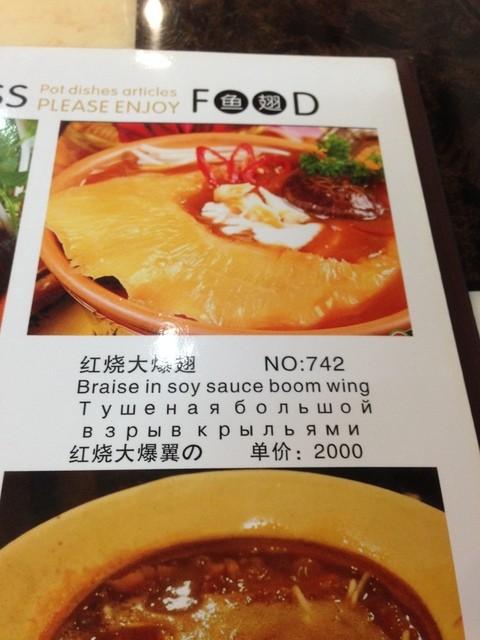 SS
Pot dishes articles
PLEASE ENJOY
F鱼翅D
红烧大爆翅 NO:742
Braise in soy sauce boom wing
Тушеная большой
взрыв крыльями
红烧大爆翼の 单价：2000